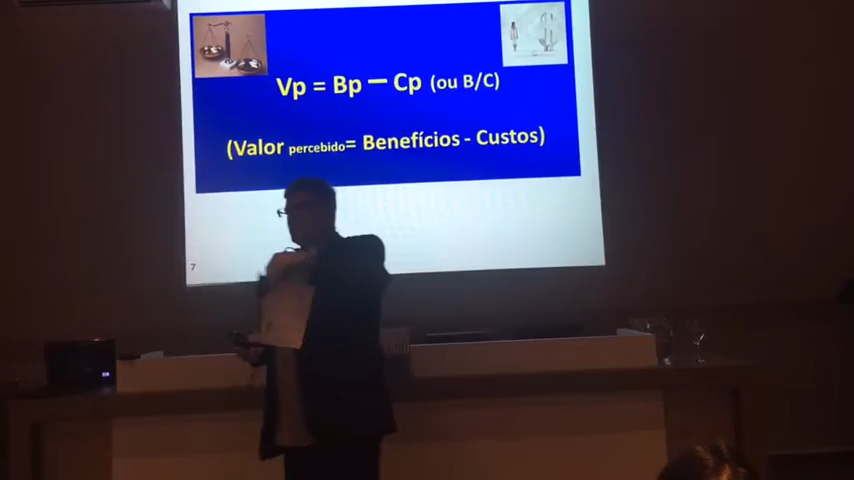 Vp = Bp – Cp (ou B/C)
(Valor percebido= Benefícios - Custos)
7